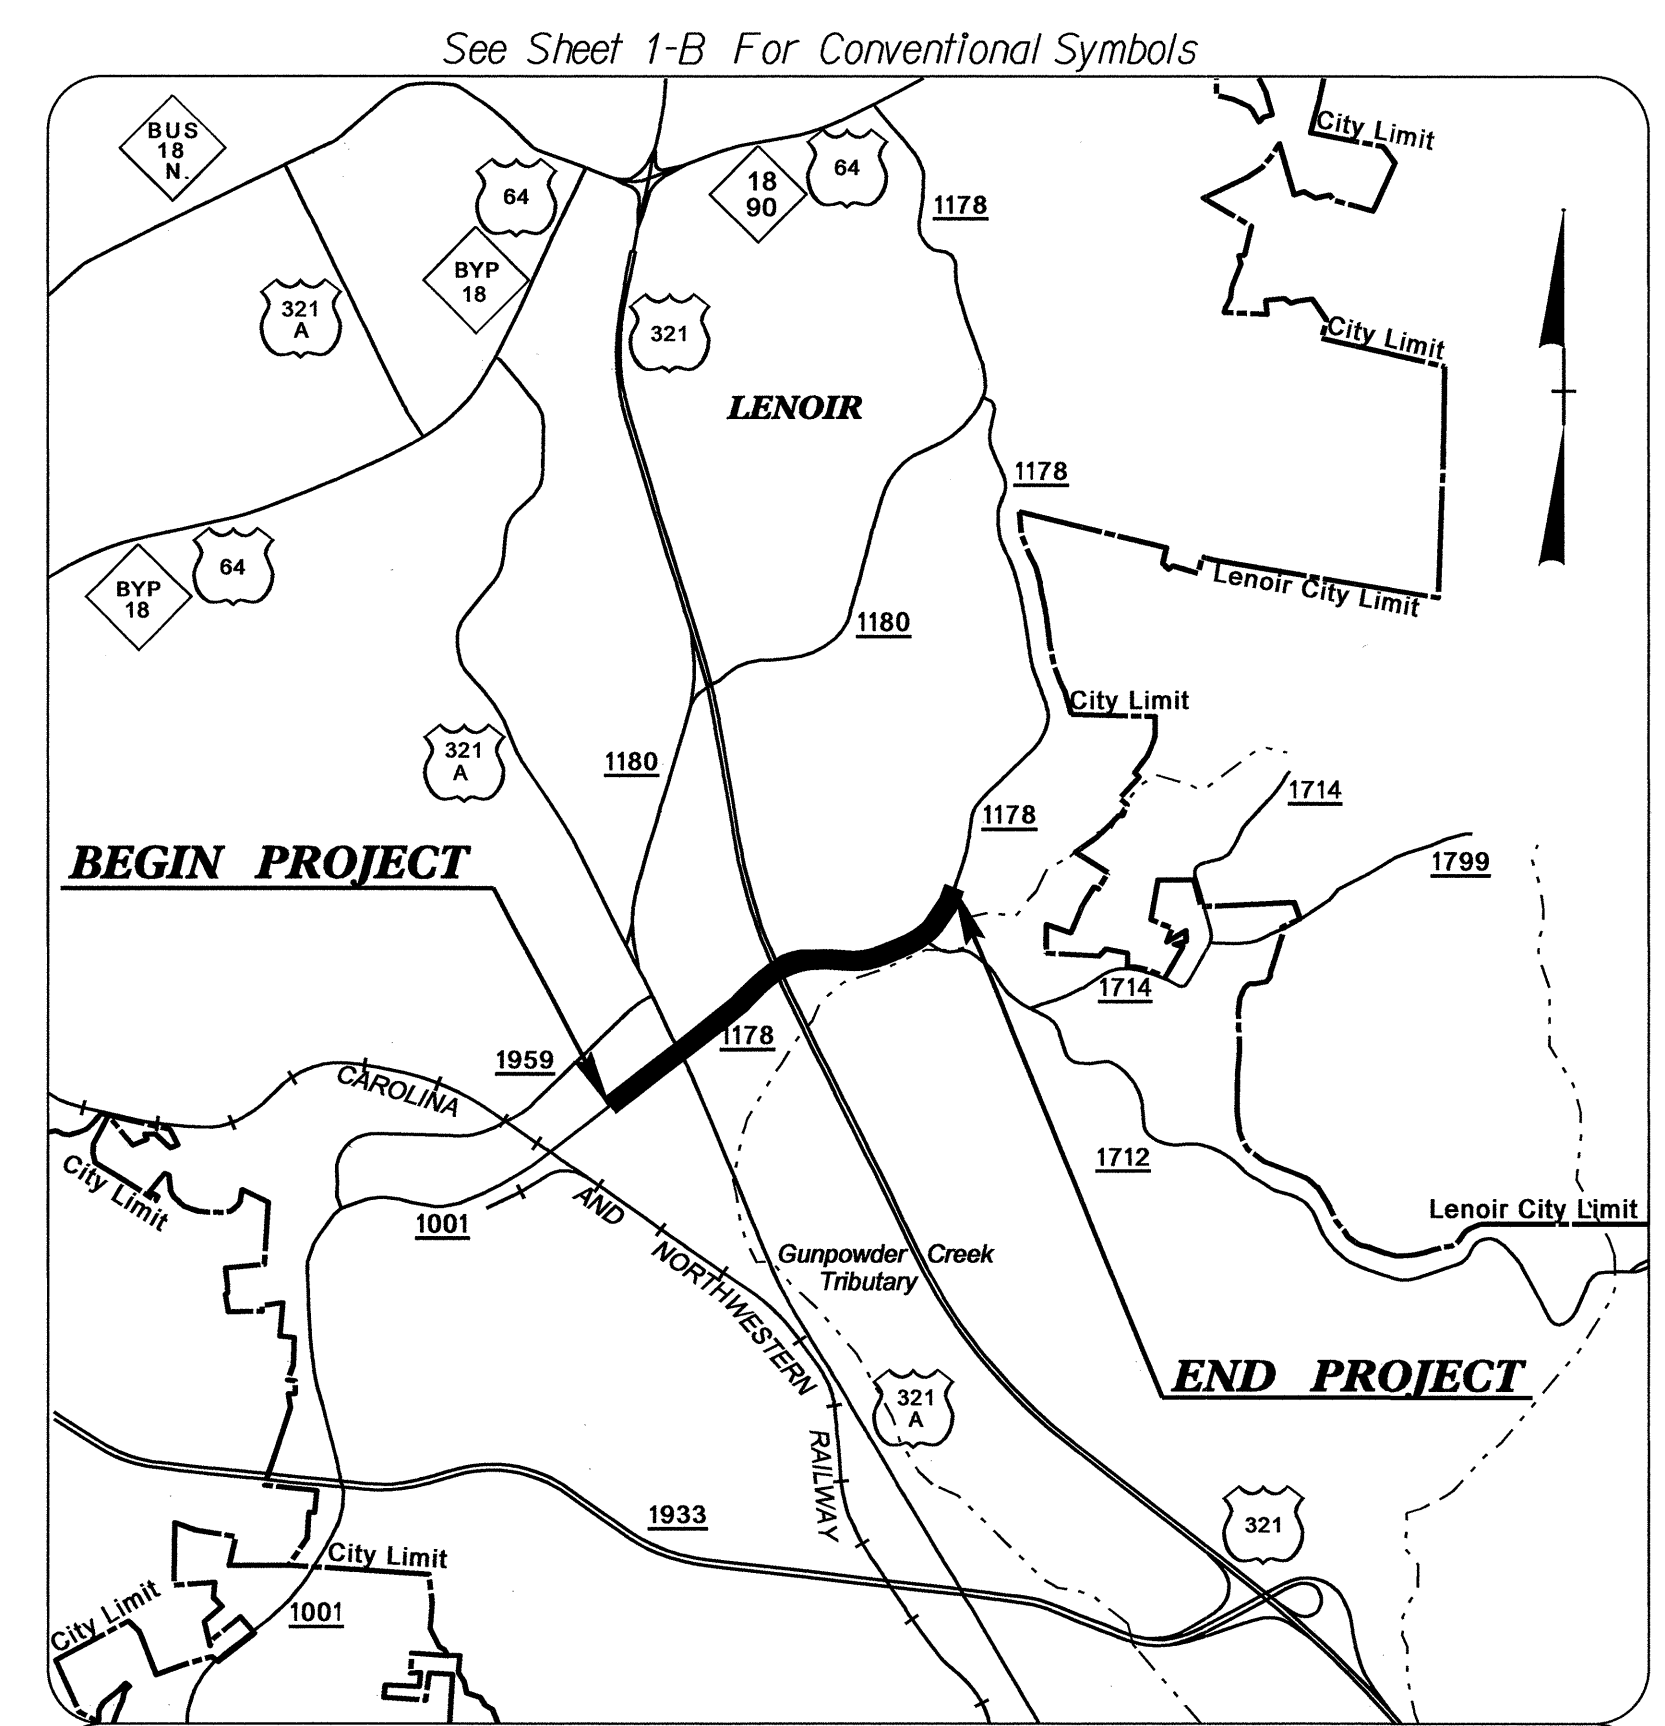 See Sheet 1-B For Conventional Symbols
BUS
18
N.
64
18
90
64
1178
City Limit
BYP
18
321
A
321
City Limit
LENOIR
1178
BYP
18
64
Lenoir City Limit
1180
City Limit
321
A
1180
1714
1178
BEGIN PROJECT
1799
1714
1178
1959
CAROLINA
City Limit
1712
1001
AND
Lenoir City Limit
Gunpowder Creek
Tributary
NORTHWESTERN
END PROJECT
321
A
RAILWAY
1933
321
City Limit
City Limit
1001